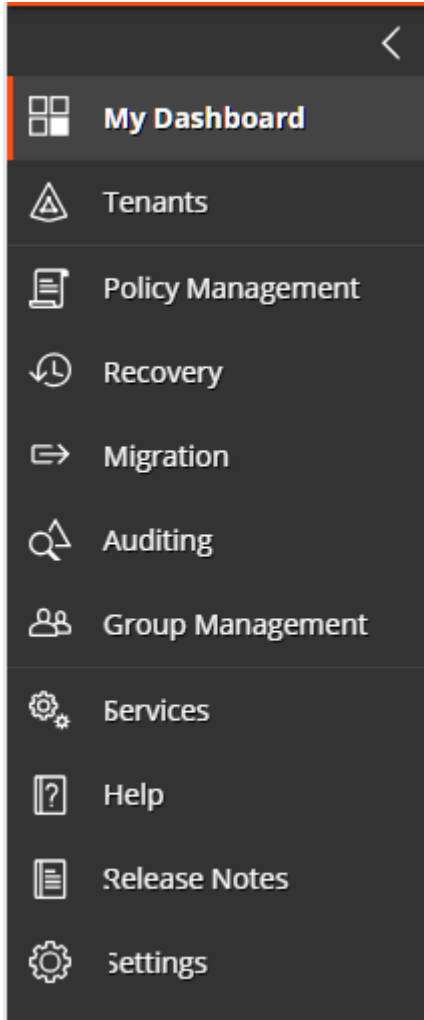 My Dashboard
Tenants
Policy Management
Recovery
Migration
Auditing
Group Management
Services
Help
Release Notes
Settings